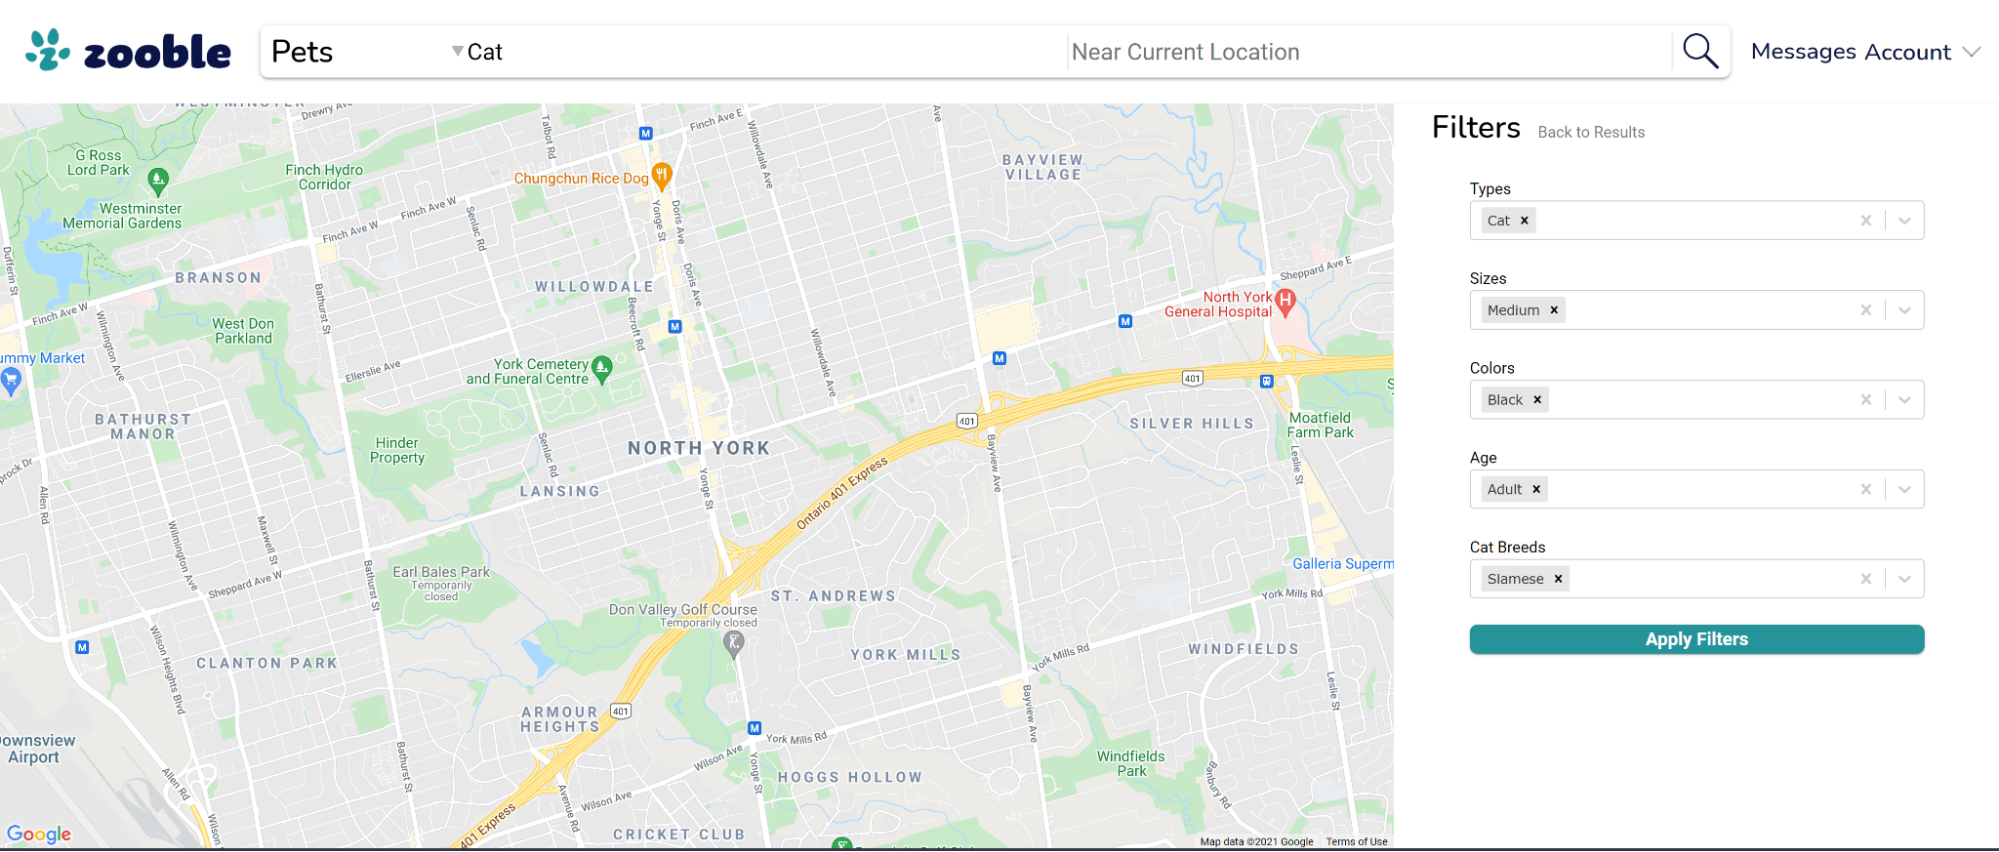 zooble
Pets
Cat
Near Current Location
Messages
Account
Filters
Back to Results
Types
Cat
Sizes
Medium
Colors
Black
Age
Adult
Cat Breeds
Siamese
Apply Filters
WESTMINSTER
Drewry Ave
Talbot Rd
Finch Ave E
Willowdale Ave
Ave
G Ross
Lord Park
Finch Hydro
Corridor
Chungchun Rice Dog
BAYVIEW
VILLAGE
Westminster
Memorial Gardens
Finch Ave W
Finch Ave W
Senlac Rd
Yonge St
Doris Ave
Dufferin St
BRANSON
Bathurst St
WILLOWDALE
Doris Ave
Beecroft Rd
Sheppard Ave E
North York
General Hospital
Finch Ave W
Wilmington Ave
West Don
Parkland
Willowdale Ave
ummy Market
Ellerslie Ave
York Cemetery
and Funeral Centre
401
BATHURST
MANOR
Hinder
Property
Senlac Rd
NORTH YORK
401
Bayview Ave
SILVER HILLS
Moatfield
Farm Park
Leslie St
rock Dr
Allen Rd
LANSING
Yonge St
Ontario 401 Express
Wilmington Ave
Maxwell St
Sheppard Ave W
Bathurst St
Earl Bales Park
Temporarily
closed
Galleria Superm
Don Valley Golf Course
Temporarily closed
ST. ANDREWS
York Mills Rd
Wilson Heights Blvd
CLANTON PARK
YORK MILLS
York Mills Rd
WINDFIELDS
Bayview Ave
Leslie St
ARMOUR
HEIGHTS
401
ownsview
Airport
Allen Rd
Bathurst St
Wilson Ave
York Mills Rd
Yonge St
HOGGS HOLLOW
Windfields
Park
Banbury Rd
Wilson Ave
Avenue Rd
401 Express
CRICKET CLUB
Wilson
Google
Map data ©2021 Google
Terms of Use